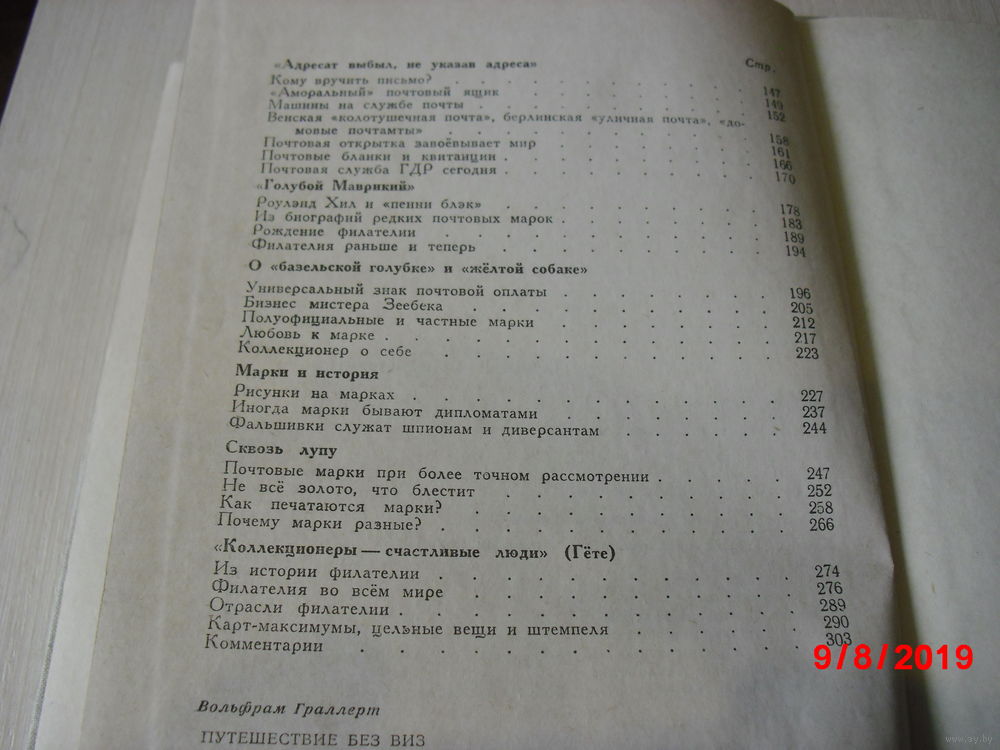 «Адресат выбыл, не указав адреса» Стр.
Кому вручить письмо? . . . . . . . . . . 147
«Аморальный» почтовый ящик . . . . . . . . 149
Машины на службе почты . . . . . . . . . 152
Венская «колотушечная почта», берлинская «уличная почта», «до-
мовые почтамты» . . . . . . . . . . . 158
Почтовая открытка завоёвывает мир . . . . . . . 161
Почтовые бланки и квитанции . . . . . . . . . 166
Почтовая служба ГДР сегодня . . . . . . . . . 170
«Голубой Маврикий»
Роулэнд Хил и «пенни блэк» . . . . . . . . . 178
Из биографий редких почтовых марок . . . . . . . 183
Рождение филателии . . . . . . . . . . . 189
Филателия раньше и теперь . . . . . . . . . 194
О «базельской голубке» и «жёлтой собаке»
Универсальный знак почтовой оплаты . . . . . . . 196
Бизнес мистера Зеебека . . . . . . . . . . 205
Полуофициальные и частные марки . . . . . . . 212
Любовь к марке . . . . . . . . . . . . 217
Коллекционер о себе . . . . . . . . . . . 223
Марки и история
Рисунки на марках . . . . . . . . . . . . 227
Иногда марки бывают дипломатами . . . . . . . 237
Фальшивки служат шпионам и диверсантам . . . . . 244
Сквозь лупу
Почтовые марки при более точном рассмотрении . . . . 247
Не всё золото, что блестит . . . . . . . . . 252
Как печатаются марки? . . . . . . . . . . 258
Почему марки разные? . . . . . . . . . . . 266
«Коллекционеры — счастливые люди» (Гёте)
Из истории филателии . . . . . . . . . . . 274
Филателия во всём мире . . . . . . . . . . 276
Отрасли филателии . . . . . . . . . . . . 289
Карт-максимумы, цельные вещи и штемпеля . . . . . 290
Комментарии . . . . . . . . . . . . . 303
9/8/2019
Вольфрам Граллерт
ПУТЕШЕСТВИЕ БЕЗ ВИЗ
www.ay.by